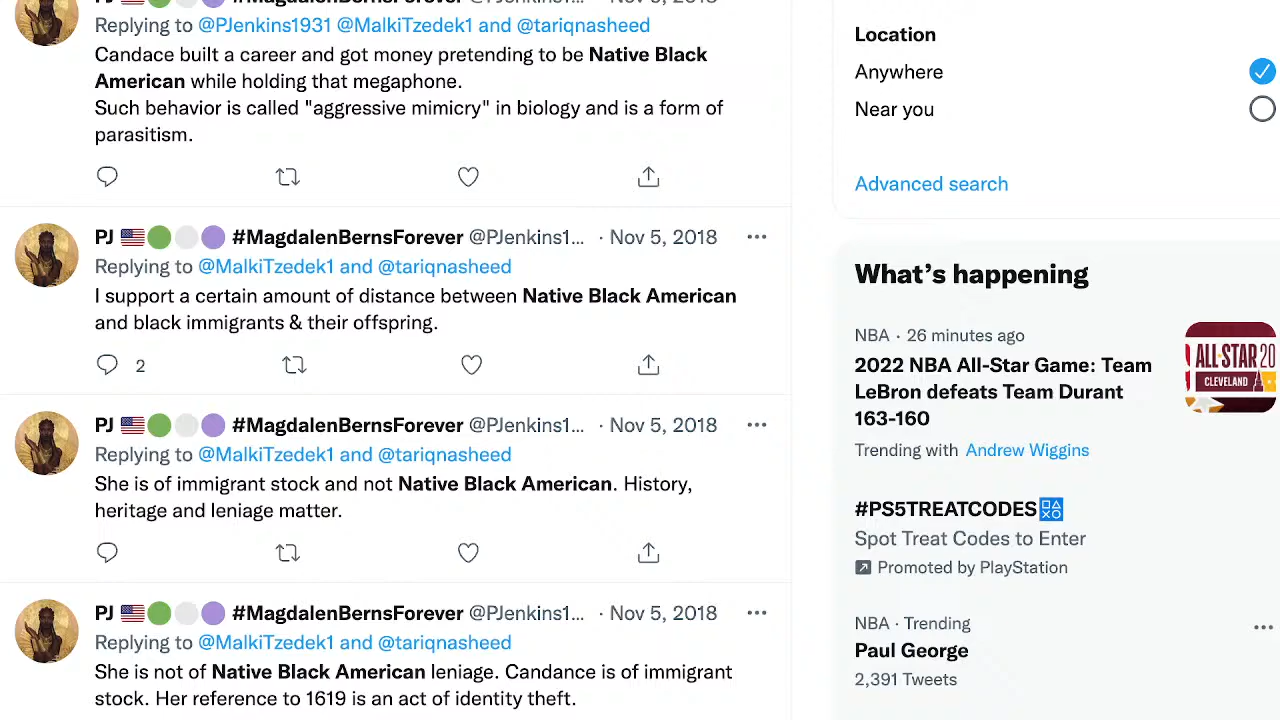 PJ #MagdalenBernsForever @PJenkins1... · Nov 5, 2018
Replying to @PJenkins1931 @MalkiTzedek1 and @tariqnasheed
Candace built a career and got money pretending to be Native Black
American while holding that megaphone.
Such behavior is called "aggressive mimicry" in biology and is a form of
parasitism.
PJ #MagdalenBernsForever @PJenkins1... · Nov 5, 2018
Replying to @MalkiTzedek1 and @tariqnasheed
I support a certain amount of distance between Native Black American
and black immigrants & their offspring.
2
PJ #MagdalenBernsForever @PJenkins1... · Nov 5, 2018
Replying to @MalkiTzedek1 and @tariqnasheed
She is of immigrant stock and not Native Black American. History,
heritage and leniage matter.
PJ #MagdalenBernsForever @PJenkins1... · Nov 5, 2018
Replying to @MalkiTzedek1 and @tariqnasheed
She is not of Native Black American leniage. Candance is of immigrant
stock. Her reference to 1619 is an act of identity theft.
Location
Anywhere
Near you
Advanced search
What's happening
NBA · 26 minutes ago
2022 NBA All-Star Game: Team
LeBron defeats Team Durant
163-160
Trending with Andrew Wiggins
ALL-STAR 20
CLEVELAND
#PS5TREATCODES
Spot Treat Codes to Enter
Promoted by PlayStation
NBA · Trending
Paul George
2,391 Tweets